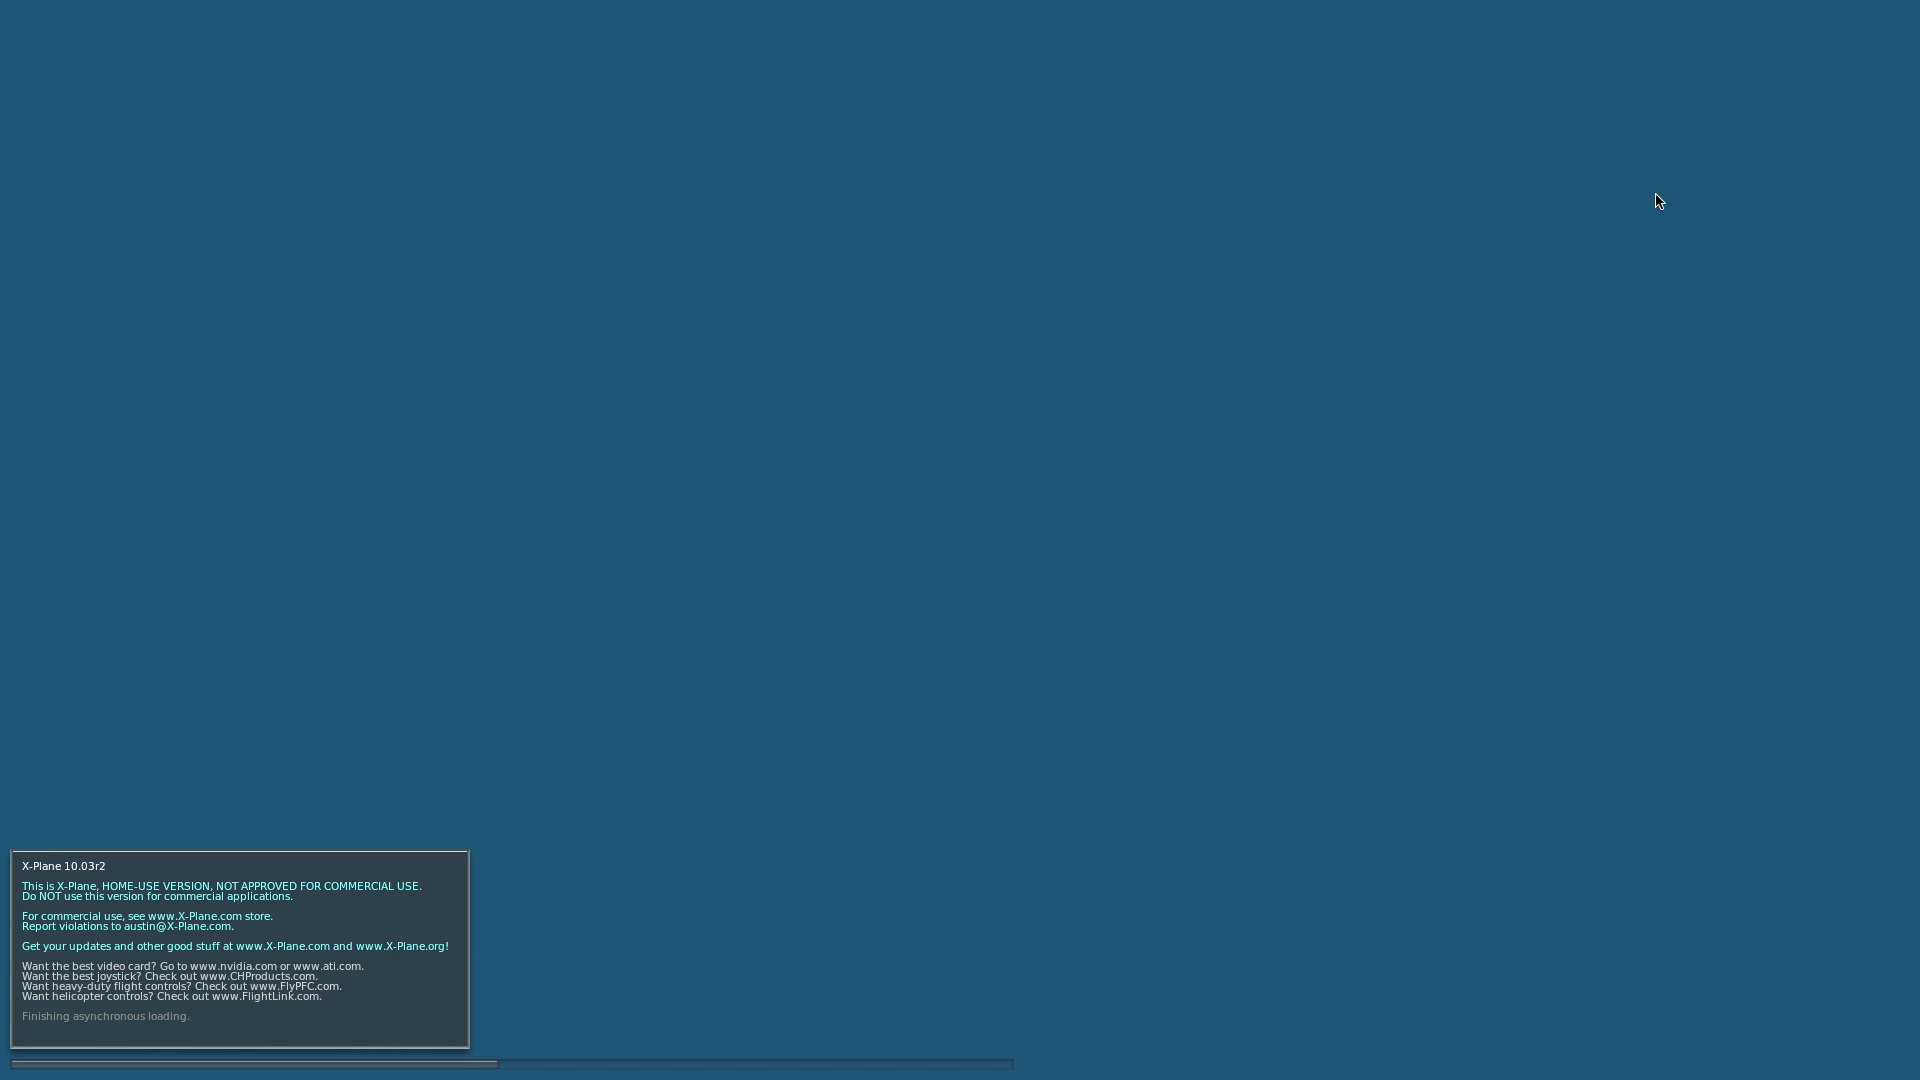 X-Plane 10.03r2
This is X-Plane, HOME-USE VERSION, NOT APPROVED FOR COMMERCIAL USE.
Do NOT use this version for commercial applications.
For commercial use, see www.X-Plane.com store.
Report violations to austin@X-Plane.com.
Get your updates and other good stuff at www.X-Plane.com and www.X-Plane.org!
Want the best video card? Go to www.nvidia.com or www.ati.com.
Want the best joystick? Check out www.CHProducts.com.
Want heavy-duty flight controls? Check out www.FlyPFC.com.
Want helicopter controls? Check out www.FlightLink.com.
Finishing asynchronous loading.